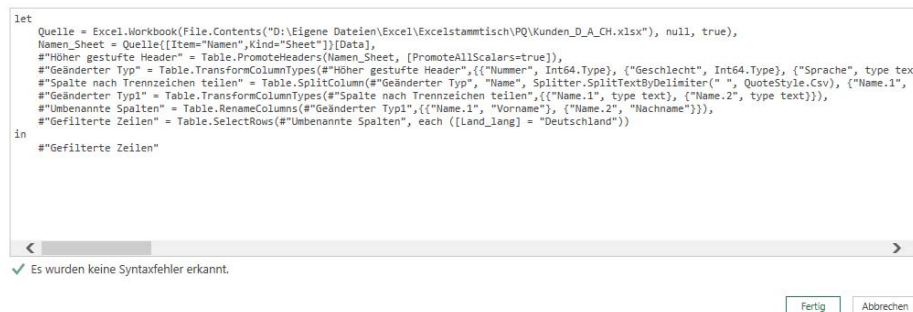 let
Quelle = Excel.Workbook(File.Contents("D:\Eigene Dateien\Excel\Excelstammtisch\PQ\Kunden_D_A_CH.xlsx"), null, true),
Namen_Sheet = Quelle{[Item="Namen",Kind="Sheet"]}[Data],
#"Höher gestufte Header" = Table.PromoteHeaders(Namen_Sheet, [PromoteAllScalars=true]),
#"Geänderter Typ" = Table.TransformColumnTypes(#"Höher gestufte Header",{{"Nummer", Int64.Type}, {"Geschlecht", Int64.Type}, {"Sprache", type tex
#"Spalte nach Trennzeichen teilen" = Table.SplitColumn(#"Geänderter Typ", "Name", Splitter.SplitTextByDelimiter(" ", QuoteStyle.Csv), {"Name.1",
#"Geänderter Typ1" = Table.TransformColumnTypes(#"Spalte nach Trennzeichen teilen",{{"Name.1", type text}, {"Name.2", type text}}),
#"Umbenannte Spalten" = Table.RenameColumns(#"Geänderter Typ1",{{"Name.1", "Vorname"}, {"Name.2", "Nachname"}}),
#"Gefilterte Zeilen" = Table.SelectRows(#"Umbenannte Spalten", each ([Land_lang] = "Deutschland"))
in
#"Gefilterte Zeilen"
Es wurden keine Syntaxfehler erkannt.
Fertig Abbrechen